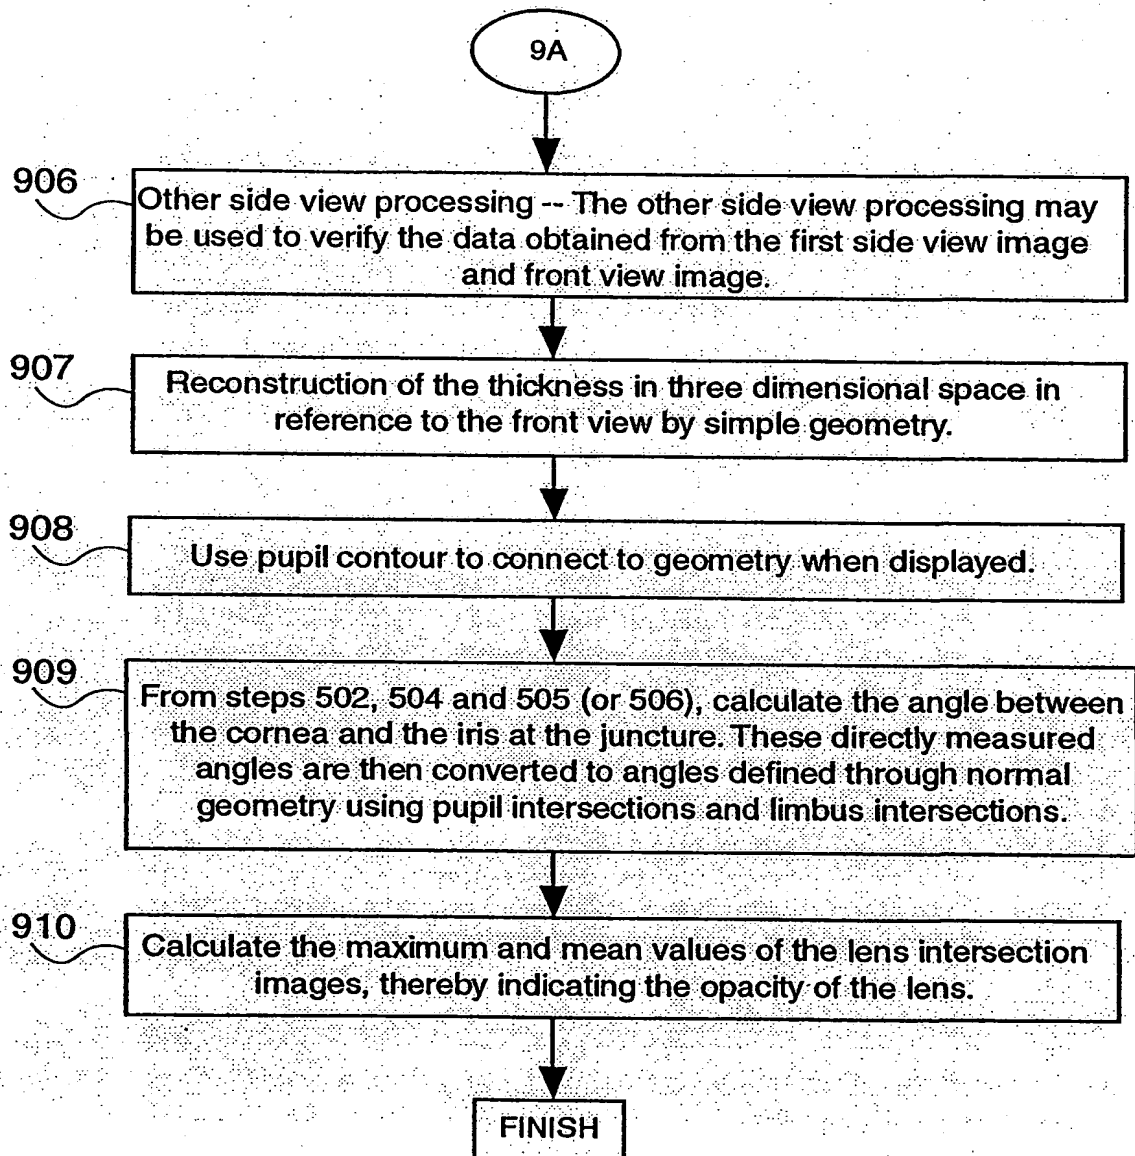 9A
906
Other side view processing -- The other side view processing may
be used to verify the data obtained from the first side view image
and front view image.
907
Reconstruction of the thickness in three dimensional space in
reference to the front view by simple geometry.
908
Use pupil contour to connect to geometry when displayed.
909
From steps 502, 504 and 505 (or 506), calculate the angle between
the cornea and the iris at the juncture. These directly measured
angles are then converted to angles defined through normal
geometry using pupil intersections and limbus intersections.
910
Calculate the maximum and mean values of the lens intersection
images, thereby indicating the opacity of the lens.
FINISH